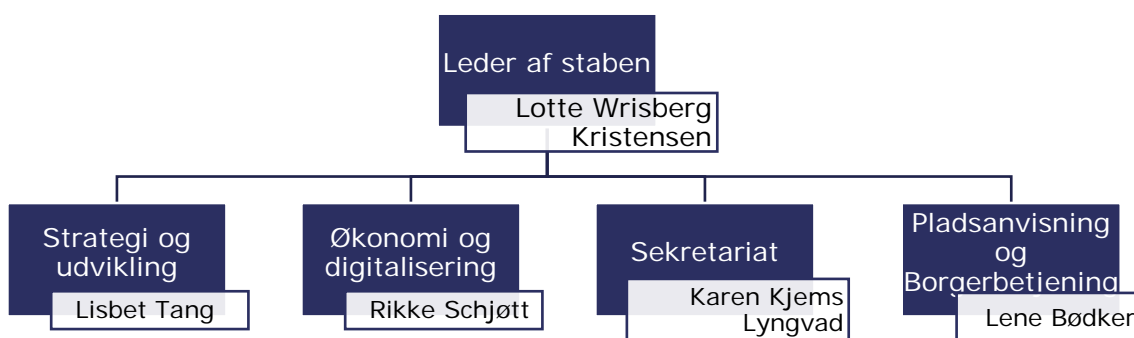 Leder af staben
Lotte Wrisberg
Kristensen
Strategi og
udvikling
Lisbet Tang
Økonomi og
digitalisering
Rikke Schjøtt
Sekretariat
Karen Kjems
Lyngvad
Pladsanvisning
og
Borgerbetjening
Lene Bødker